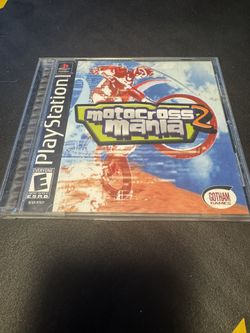 PlayStation
motocross
mania 2
EVERYONE
E
ESRB
GOTHAM
GAMES